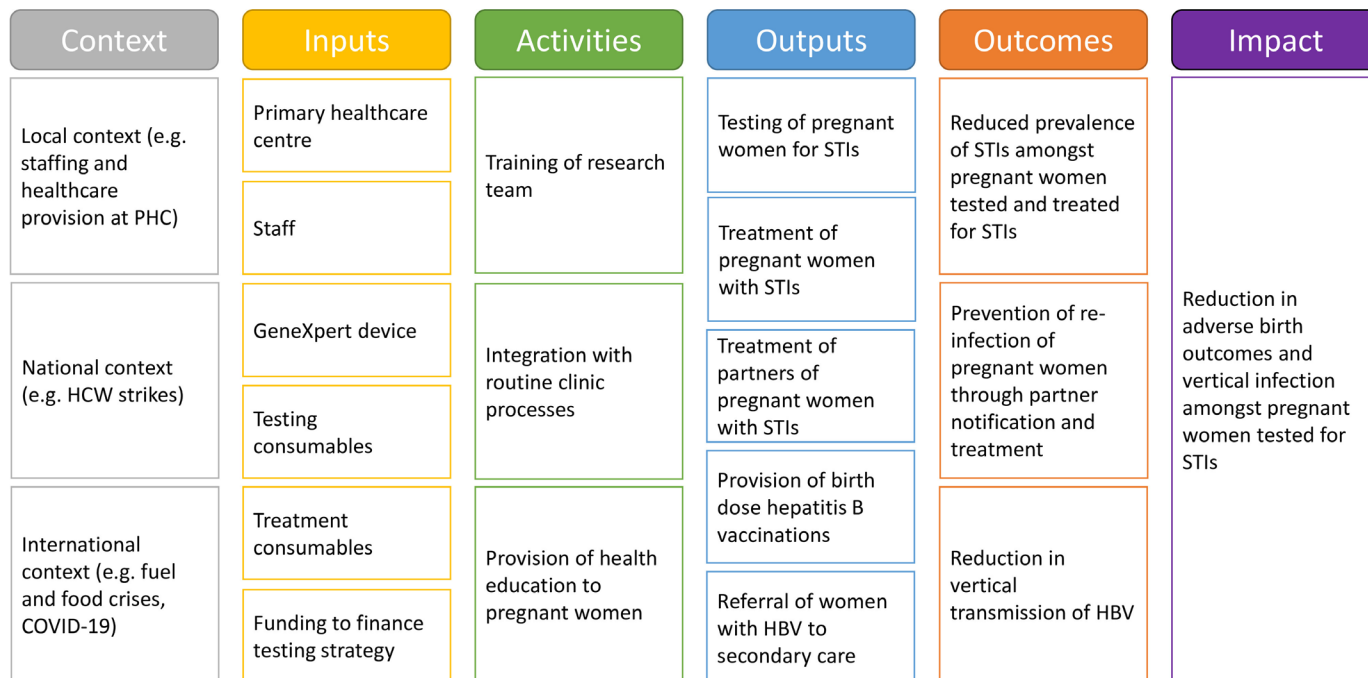 Context
Inputs
Activities
Outputs
Outcomes
Impact
Local context (e.g.
staffing and
healthcare
provision at PHC)
National context
(e.g. HCW strikes)
International
context (e.g. fuel
and food crises,
COVID-19)
Primary healthcare
centre
Staff
GeneXpert device
Testing
consumables
Treatment
consumables
Funding to finance
testing strategy
Training of research
team
Integration with
routine clinic
processes
Provision of health
education to
pregnant women
Testing of pregnant
women for STIs
Treatment of
pregnant women
with STIs
Treatment of
partners of
pregnant women
with STIs
Provision of birth
dose hepatitis B
vaccinations
Referral of women
with HBV to
secondary care
Reduced prevalence
of STIs amongst
pregnant women
tested and treated
for STIs
Prevention of re-
infection of
pregnant women
through partner
notification and
treatment
Reduction in
vertical
transmission of HBV
Reduction in
adverse birth
outcomes and
vertical infection
amongst pregnant
women tested for
STIs